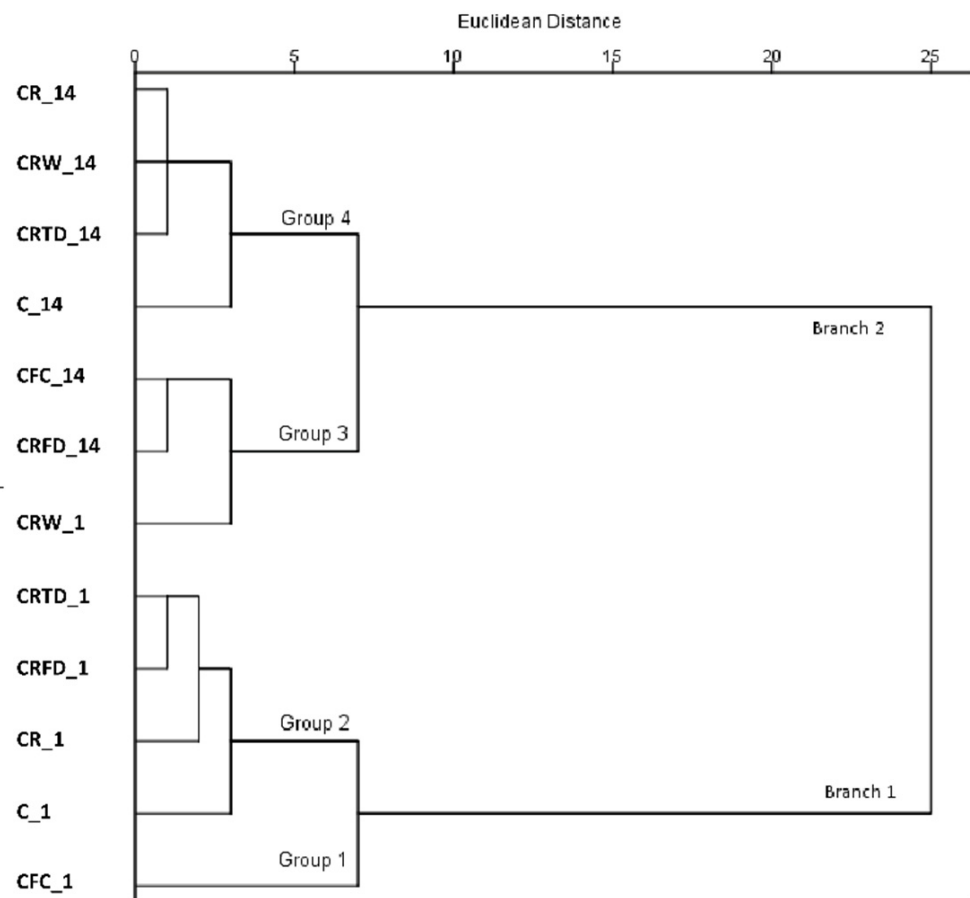 Euclidean Distance
0 5 10 15 20 25
CR_14
CRW_14
Group 4
CRTD_14
C_14
Branch 2
CFC_14
Group 3
CRFD_14
CRW_1
CRTD_1
CRFD_1
Group 2
CR_1
Branch 1
C_1
Group 1
CFC_1